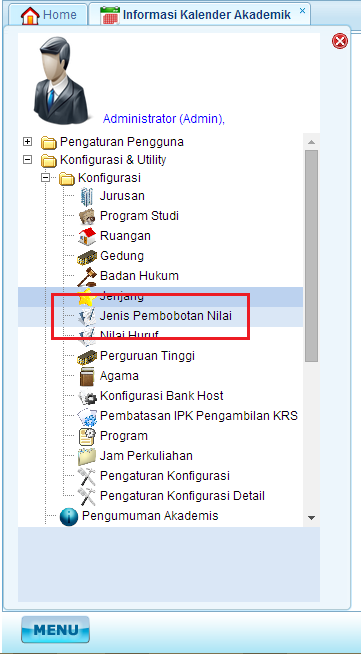 Home Informasi Kalender Akademik
Administrator (Admin),
Pengaturan Pengguna
Konfigurasi & Utility
Konfigurasi
Jurusan
Program Studi
Ruangan
Gedung
Badan Hukum
Jenjang
Jenis Pembobotan Nilai
Nilai Huruf
Perguruan Tinggi
Agama
Konfigurasi Bank Host
Pembatasan IPK Pengambilan KRS
Program
Jam Perkuliahan
Pengaturan Konfigurasi
Pengaturan Konfigurasi Detail
Pengumuman Akademis
MENU